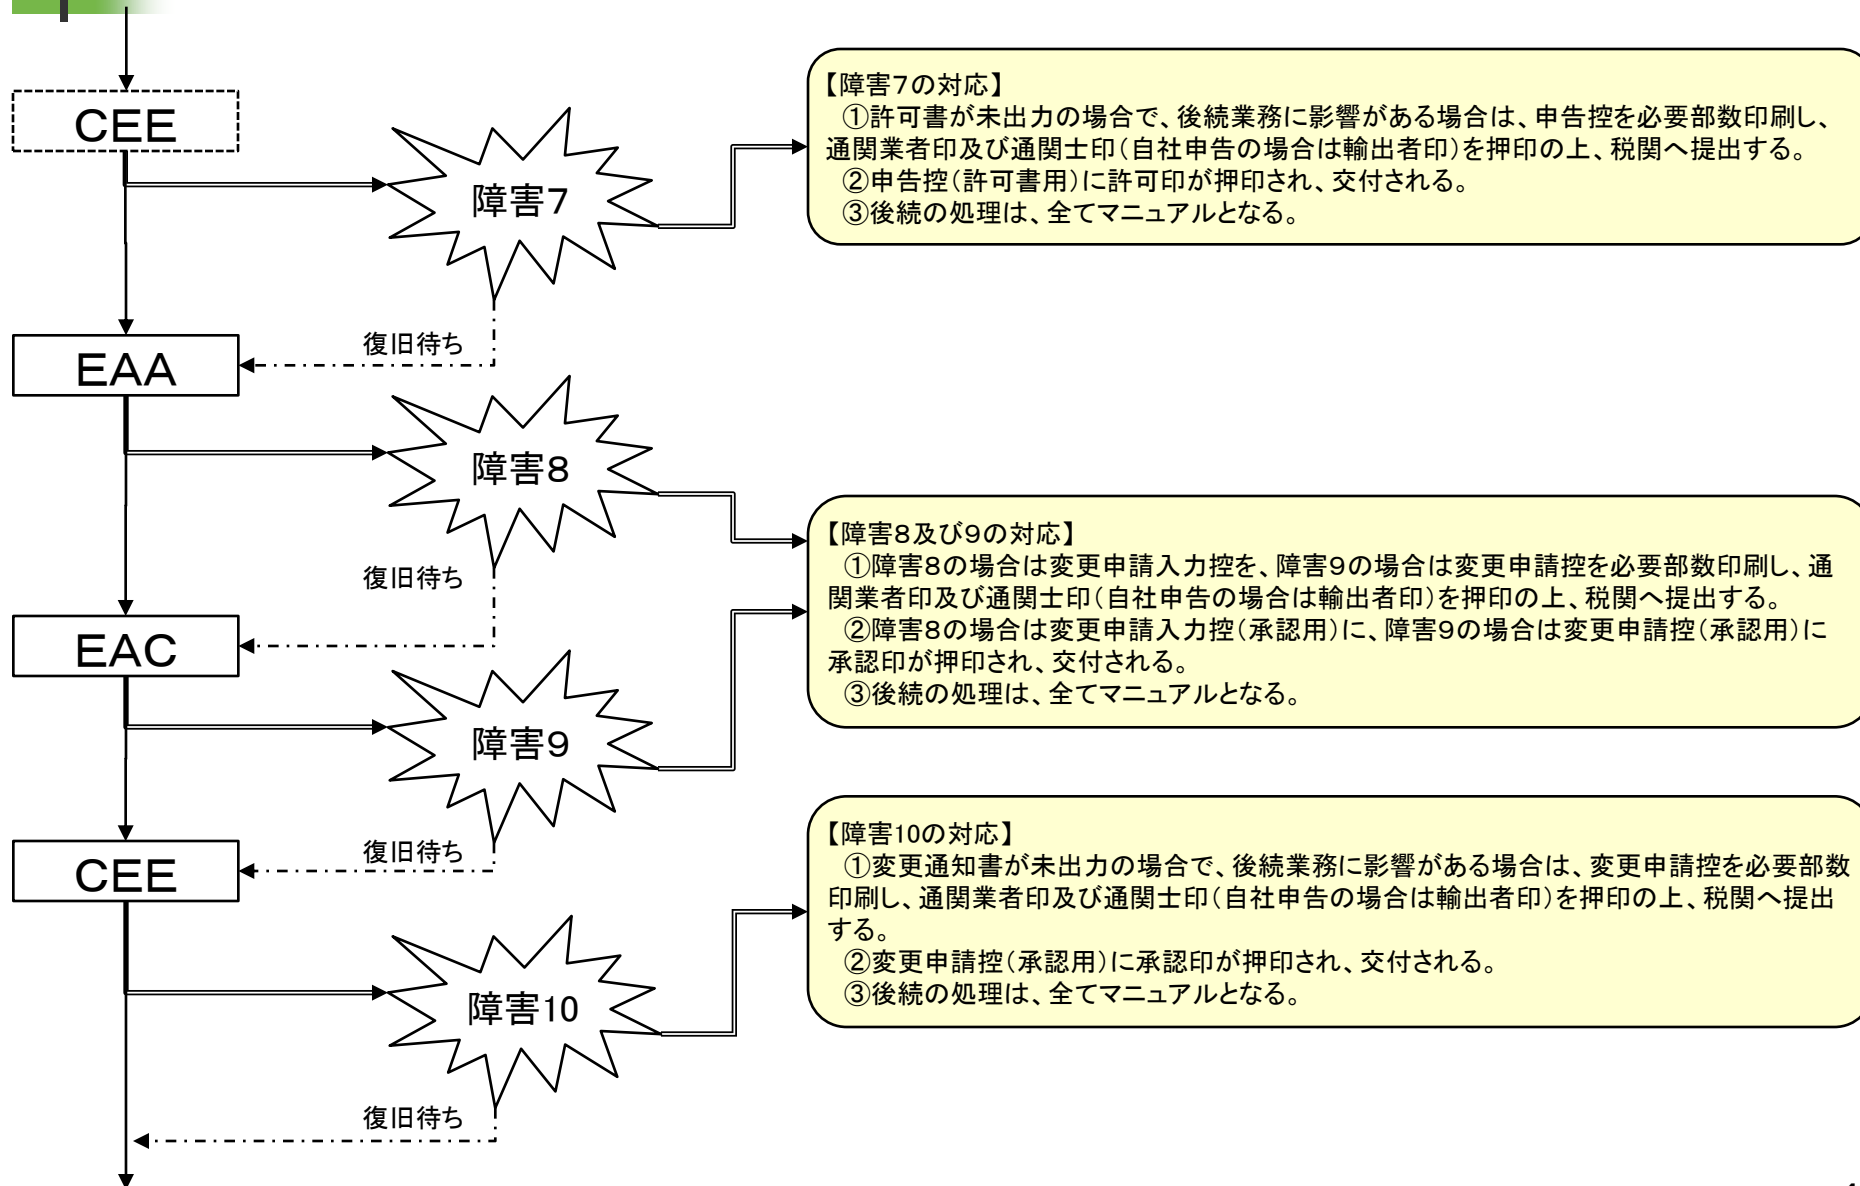 CEE
障害7
【障害7の対応】
①許可書が未出力の場合で、後続業務に影響がある場合は、申告控を必要部数印刷し、
通関業者印及び通関士印（自社申告の場合は輸出者印）を押印の上、税関へ提出する。
②申告控（許可書用）に許可印が押印され、交付される。
③後続の処理は、全てマニュアルとなる。
復旧待ち
EAA
障害8
【障害8及び9の対応】
①障害8の場合は変更申請入力控を、障害9の場合は変更申請控を必要部数印刷し、通
関業者印及び通関士印（自社申告の場合は輸出者印）を押印の上、税関へ提出する。
②障害8の場合は変更申請入力控（承認用）に、障害9の場合は変更申請控（承認用）に
承認印が押印され、交付される。
③後続の処理は、全てマニュアルとなる。
復旧待ち
EAC
障害9
復旧待ち
CEE
【障害10の対応】
①変更通知書が未出力の場合で、後続業務に影響がある場合は、変更申請控を必要部数
印刷し、通関業者印及び通関士印（自社申告の場合は輸出者印）を押印の上、税関へ提出
する。
②変更申請控（承認用）に承認印が押印され、交付される。
③後続の処理は、全てマニュアルとなる。
障害10
復旧待ち